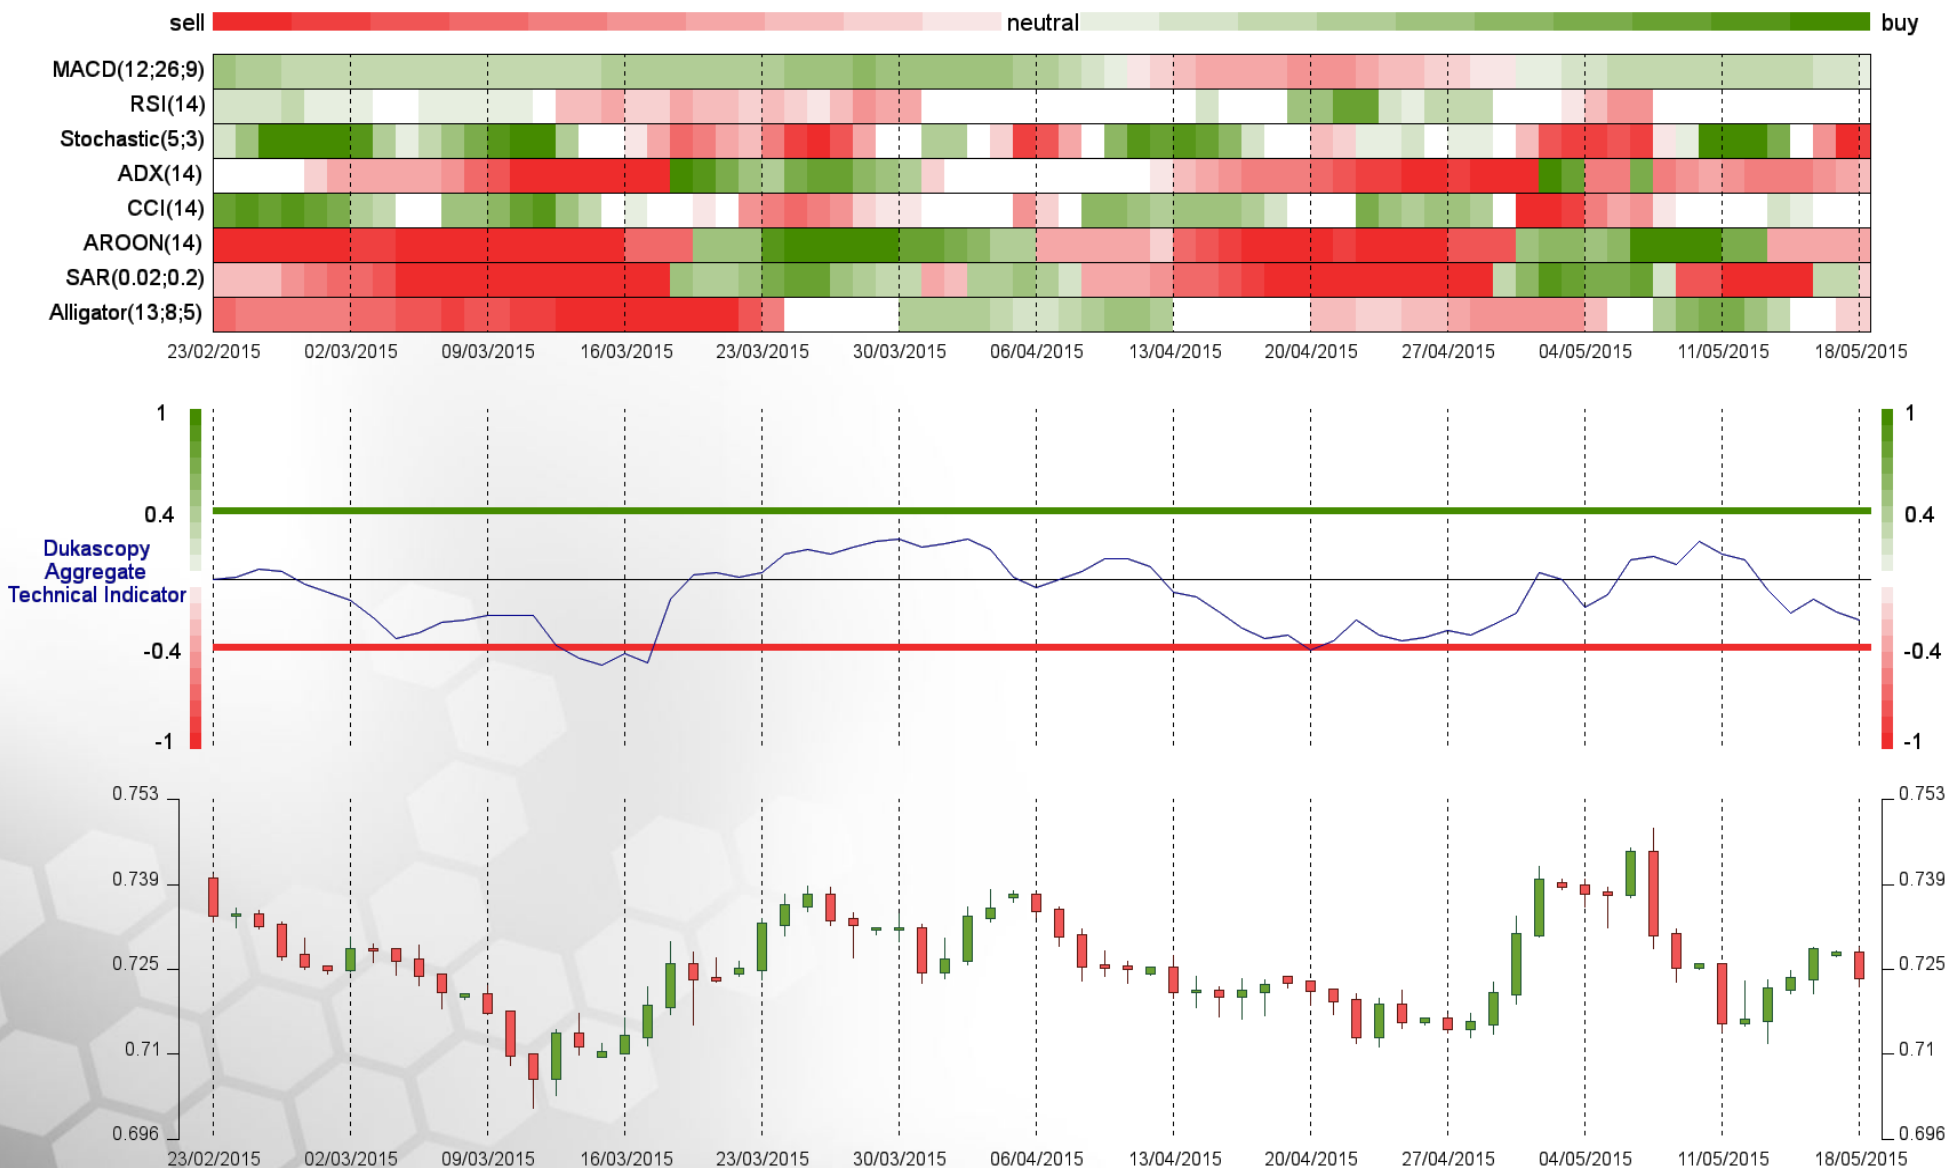 sell neutral buy
MACD(12;26;9)
RSI(14)
Stochastic(5;3)
ADX(14)
CCI(14)
AROON(14)
SAR(0.02;0.2)
Alligator(13;8;5)
23/02/2015 02/03/2015 09/03/2015 16/03/2015 23/03/2015 30/03/2015 06/04/2015 13/04/2015 20/04/2015 27/04/2015 04/05/2015 11/05/2015 18/05/2015
1 1
0.4 0.4
Dukascopy
Aggregate
Technical Indicator
-0.4 -0.4
-1 -1
0.753 0.753
0.739 0.739
0.725 0.725
0.71 0.71
0.696 0.696
23/02/2015 02/03/2015 09/03/2015 16/03/2015 23/03/2015 30/03/2015 06/04/2015 13/04/2015 20/04/2015 27/04/2015 04/05/2015 11/05/2015 18/05/2015